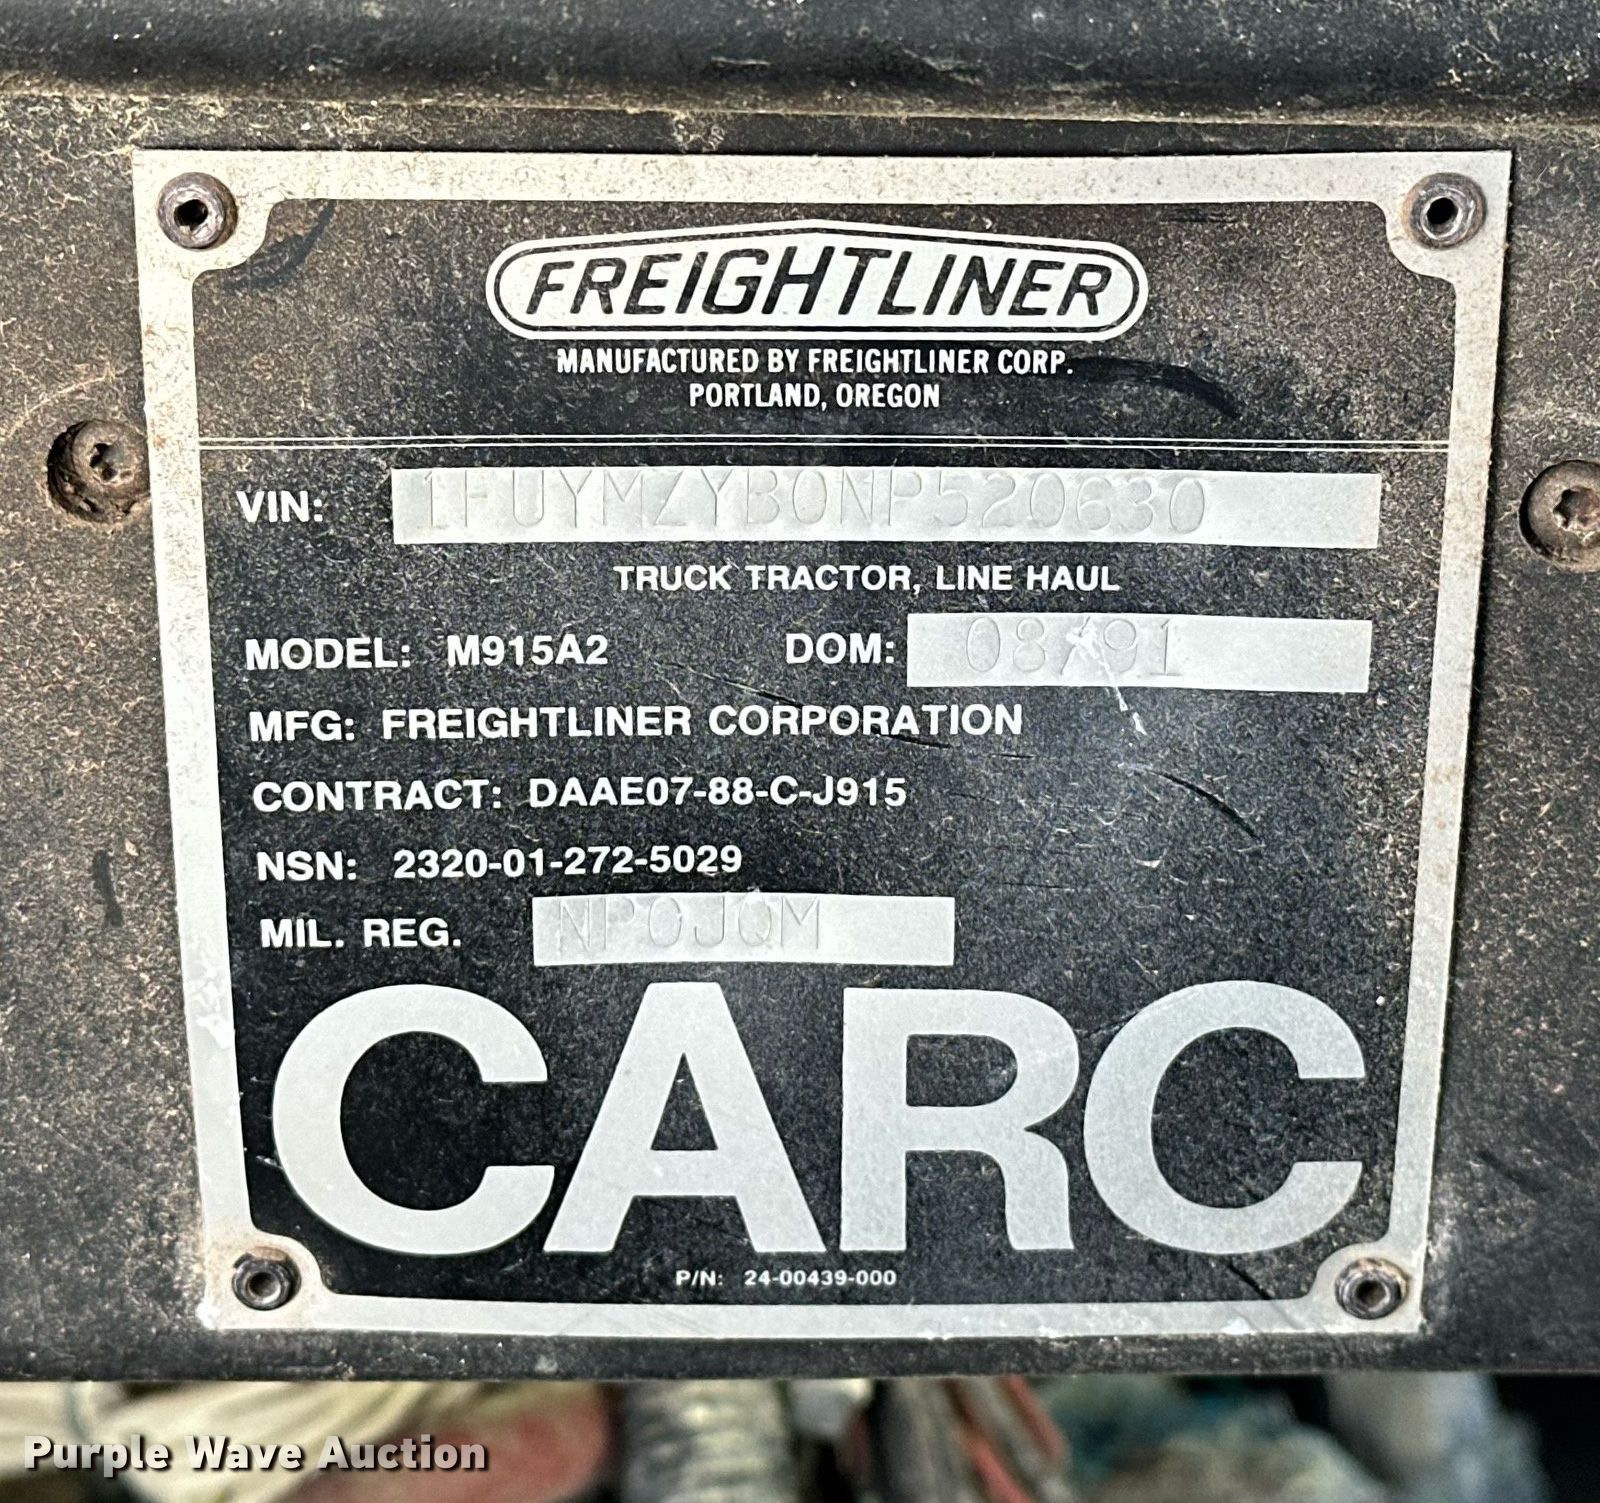 FREIGHTLINER
MANUFACTURED BY FREIGHTLINER CORP.
PORTLAND, OREGON
VIN: 1FUYMZYB0NP520630
TRUCK TRACTOR, LINE HAUL
MODEL: M915A2 DOM: 08/91
MFG: FREIGHTLINER CORPORATION
CONTRACT: DAAE07-88-C-J915
NSN: 2320-01-272-5029
MIL. REG. NP0JQM
CARC
P/N: 24-00439-000
Purple Wave Auction